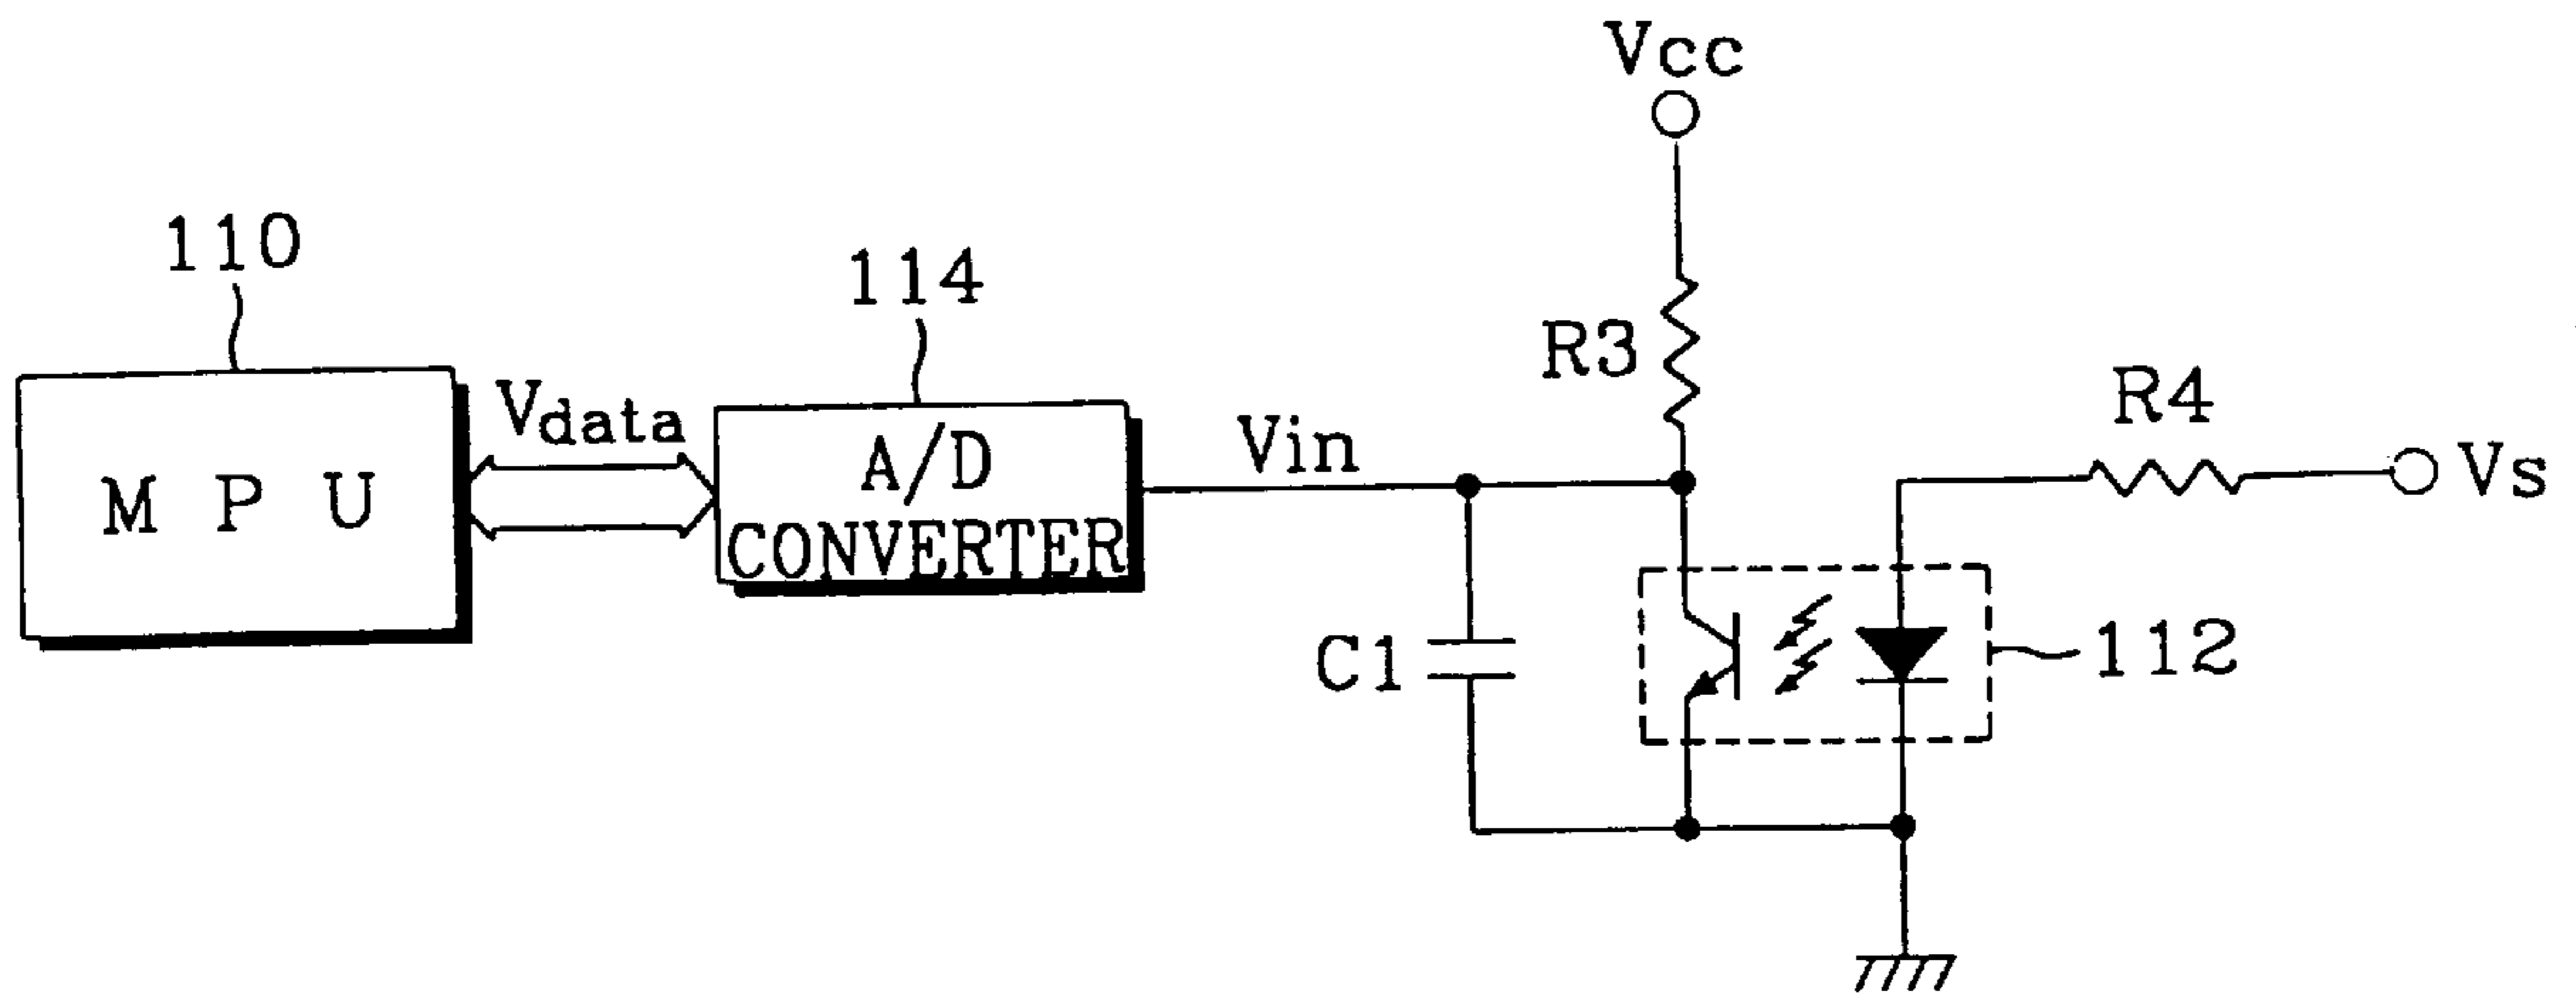 Vcc
110
114
R3
R4
Vdata
A/D
CONVERTER
Vin
Vs
M P U
C1
112